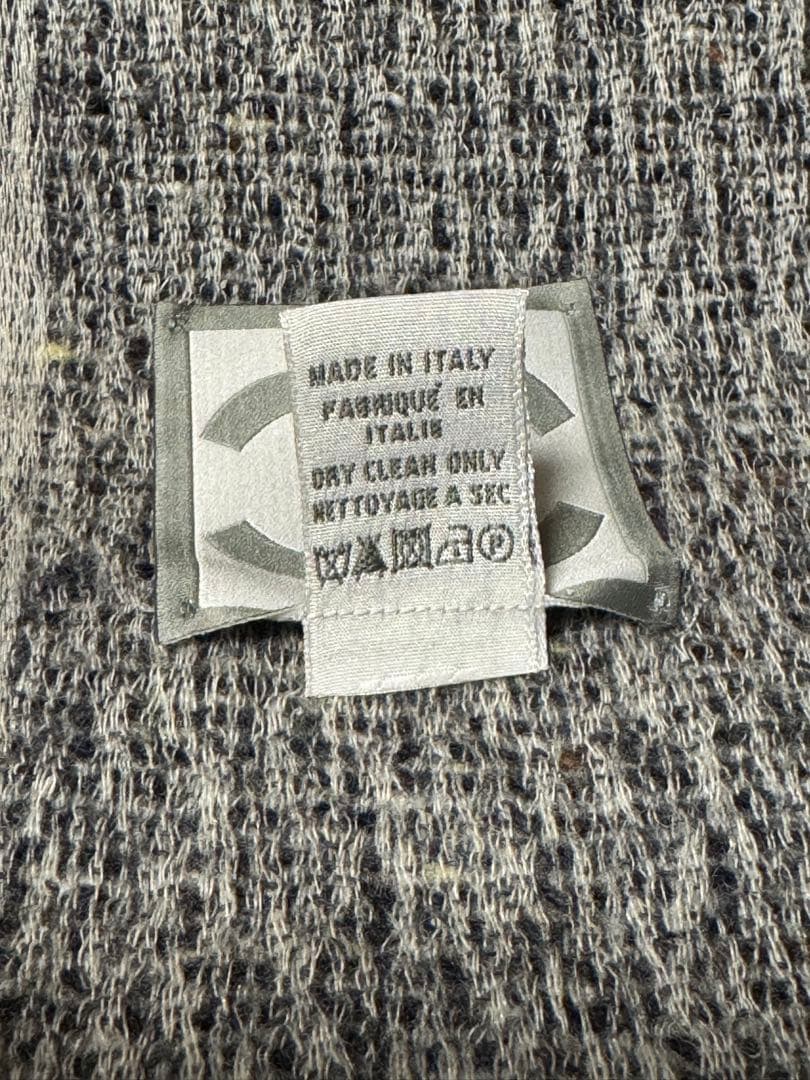 MADE IN ITALY
FABRIQUÉ EN
ITALIE
DRY CLEAN ONLY
NETTOYAGE A SEC
P